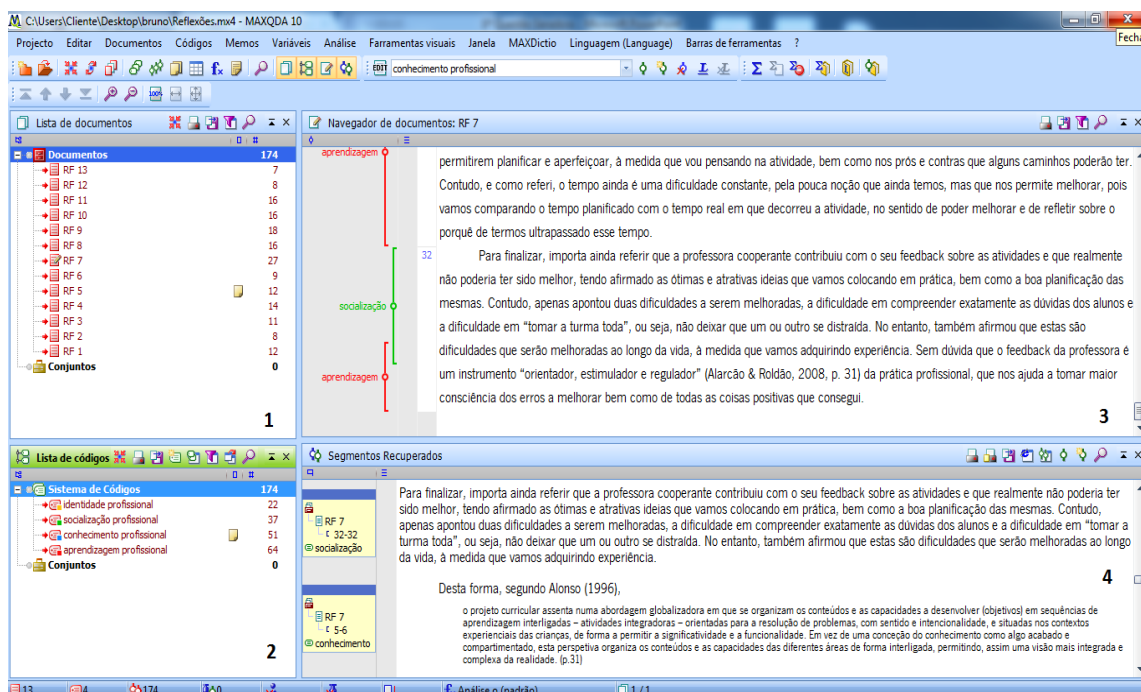 C:\Users\Cliente\Desktop\bruno\Reflexões.mx4 - MAXQDA 10
Projecto Editar Documentos Códigos Memos Variáveis Análise Farramentas visuais Janela MAXDictio Linguagem (Language) Barras de ferramentas ?
Fecha
EDIT conhecimento profissional
100%
Lista de documentos
Documentos 174
RF 13 7
RF 12 8
RF 11 16
RF 10 16
RF 9 18
RF 8 16
RF 7 27
RF 6 9
RF 5 12
RF 4 14
RF 3 11
RF 2 8
RF 1 12
Conjuntos 0
1
Navegador de documentos: RF 7
aprendizagem
permitirem planificar e aperfeiçoar, à medida que vou pensando na atividade, bem como nos prós e contras que alguns caminhos poderão ter.
Contudo, e como referi, o tempo ainda é uma dificuldade constante, pela pouca noção que ainda temos, mas que nos permite melhorar, pois
vamos comparando o tempo planificado com o tempo real em que decorreu a atividade, no sentido de poder melhorar e de refletir sobre o
porquê de termos ultrapassado esse tempo.
32 Para finalizar, importa ainda referir que a professora cooperante contribuiu com o seu feedback sobre as atividades e que realmente
não poderia ter sido melhor, tendo afirmado as ótimas e atrativas ideias que vamos colocando em prática, bem como a boa planificação das
socialização
mesmas. Contudo, apenas apontou duas dificuldades a serem melhoradas, a dificuldade em compreender exatamente as dúvidas dos alunos e
a dificuldade em “tomar a turma toda”, ou seja, não deixar que um ou outro se distraída. No entanto, também afirmou que estas são
dificuldades que serão melhoradas ao longo da vida, à medida que vamos adquirindo experiência. Sem dúvida que o feedback da professora é
aprendizagem
um instrumento “orientador, estimulador e regulador” (Alarcão & Roldão, 2008, p. 31) da prática profissional, que nos ajuda a tomar maior
consciência dos erros a melhorar bem como de todas as coisas positivas que consegui.
3
Lista de códigos
Sistema de Códigos 174
identidade profissional 22
socialização profissional 37
conhecimento profissional 51
aprendizagem profissional 64
Conjuntos 0
2
Segmentos Recuperados
RF 7
32-32
socialização
Para finalizar, importa ainda referir que a professora cooperante contribuiu com o seu feedback sobre as atividades e que realmente não poderia ter
sido melhor, tendo afirmado as ótimas e atrativas ideias que vamos colocando em prática, bem como a boa planificação das mesmas. Contudo,
apenas apontou duas dificuldades a serem melhoradas, a dificuldade em compreender exatamente as dúvidas dos alunos e a dificuldade em “tomar a
turma toda”, ou seja, não deixar que um ou outro se distraída. No entanto, também afirmou que estas são dificuldades que serão melhoradas ao longo
da vida, à medida que vamos adquirindo experiência.
4
RF 7
5-6
conhecimento
Desta forma, segundo Alonso (1996),
o projeto curricular assenta numa abordagem globalizadora em que se organizam os conteúdos e as capacidades a desenvolver (objetivos) em sequências de
aprendizagem interligadas – atividades integradoras – orientadas para a resolução de problemas, com sentido e intencionalidade, e situadas nos contextos
experienciais das crianças, de forma a permitir a significatividade e a funcionalidade. Em vez de uma conceção do conhecimento como algo acabado e
compartimentado, esta perspetiva organiza os conteúdos e as capacidades das diferentes áreas de forma interligada, permitindo, assim uma visão mais integrada e
complexa da realidade. (p.31)
13 4 174 0 Análise o (padrão) 1 / 1